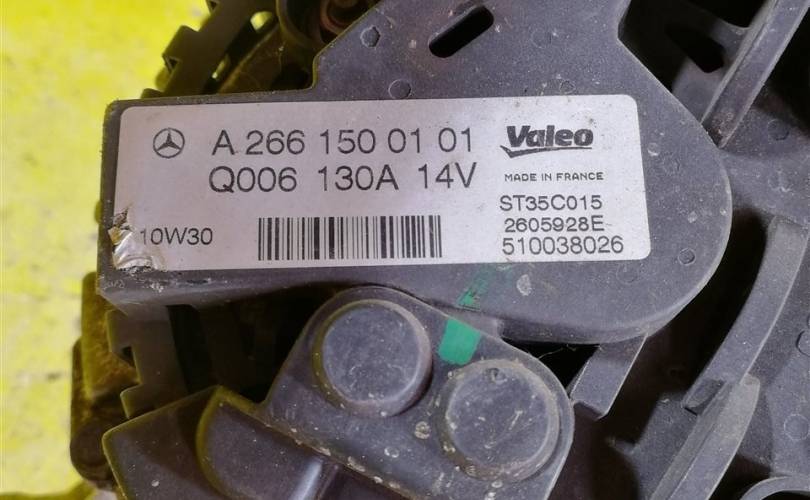 A 266 150 01 01
Q006 130A 14V
10W30
Valeo
MADE IN FRANCE
ST35C015
2605928E
510038026